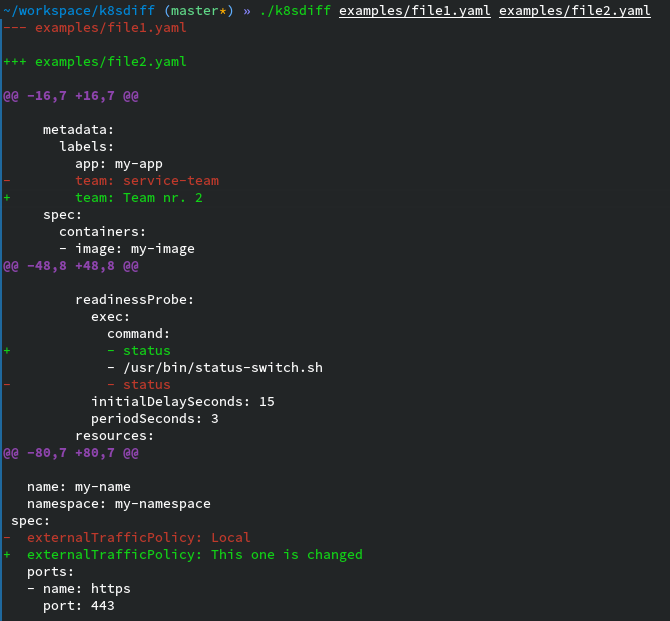 ~/workspace/k8sdiff (master*) » ./k8sdiff examples/file1.yaml examples/file2.yaml
--- examples/file1.yaml
+++ examples/file2.yaml
@@ -16,7 +16,7 @@
     metadata:
       labels:
         app: my-app
-        team: service-team
+        team: Team nr. 2
     spec:
       containers:
       - image: my-image
@@ -48,8 +48,8 @@
         readinessProbe:
           exec:
             command:
+            - status
             - /usr/bin/status-switch.sh
-            - status
           initialDelaySeconds: 15
           periodSeconds: 3
         resources:
@@ -80,7 +80,7 @@
   name: my-name
   namespace: my-namespace
 spec:
-  externalTrafficPolicy: Local
+  externalTrafficPolicy: This one is changed
   ports:
   - name: https
     port: 443